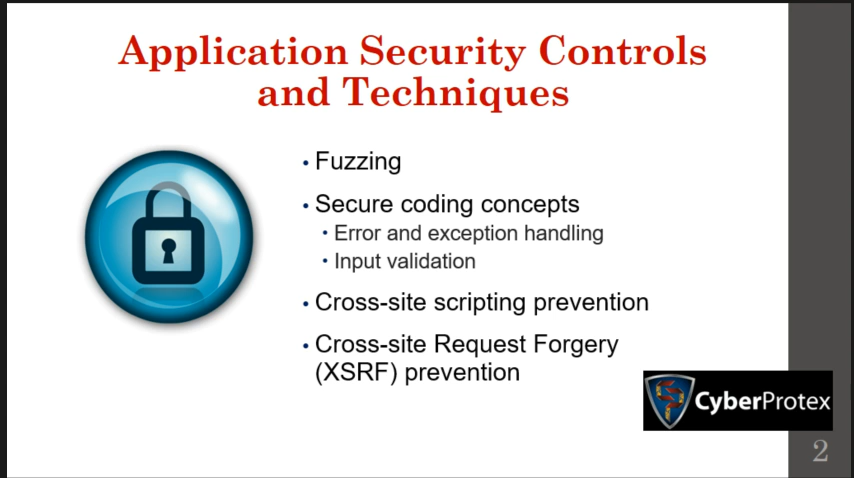 Application Security Controls
and Techniques
• Fuzzing
• Secure coding concepts
• Error and exception handling
• Input validation
• Cross-site scripting prevention
• Cross-site Request Forgery
(XSRF) prevention
CyberProtex
2